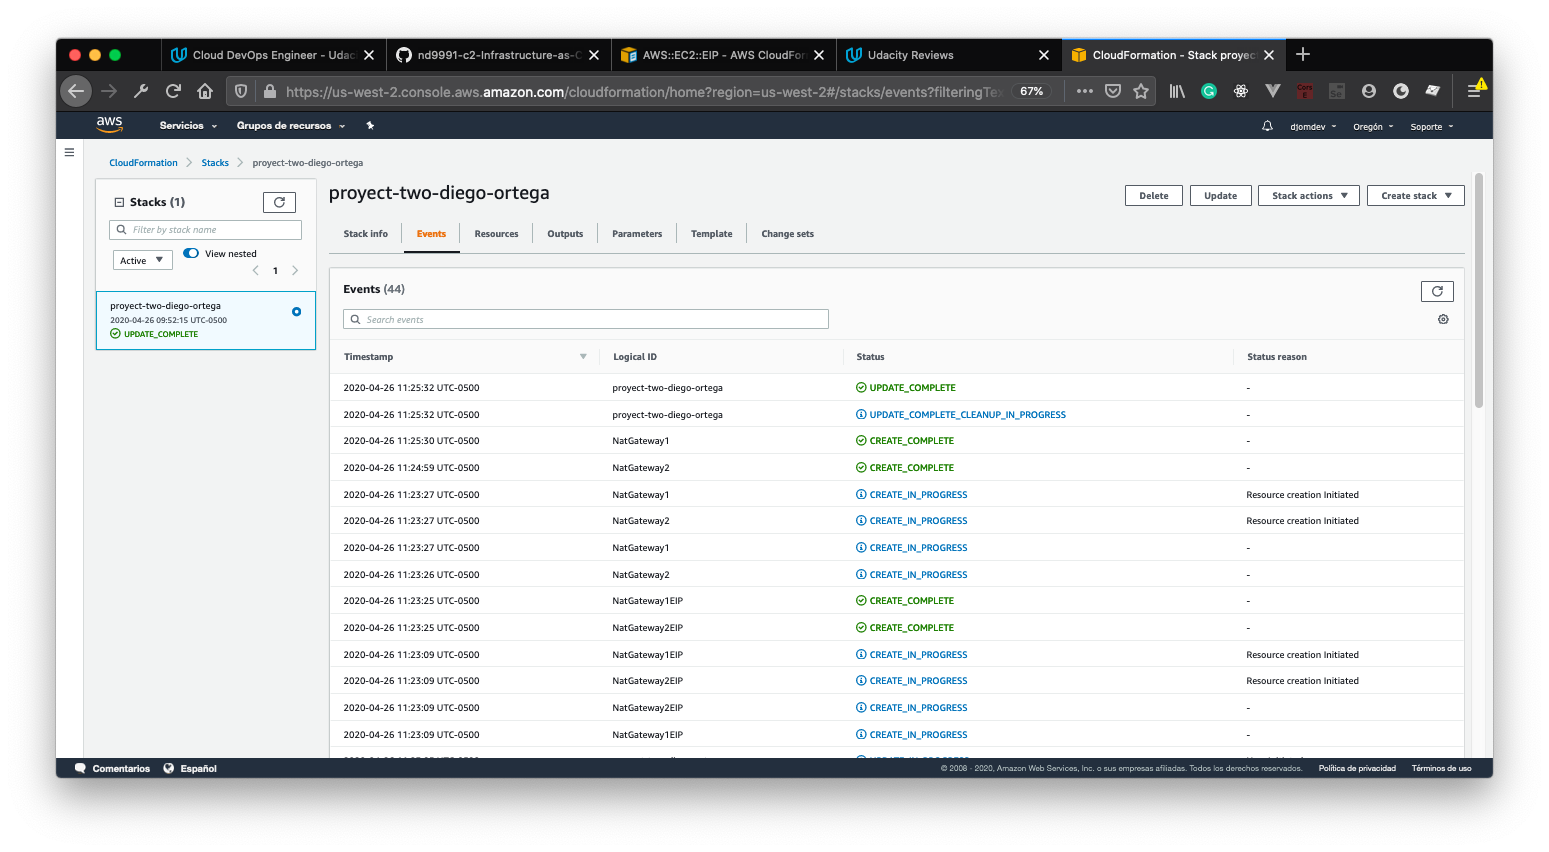 Cloud DevOps Engineer - Udac
nd9991-c2-Infrastructure-as-C
AWS::EC2::EIP - AWS CloudFor
Udacity Reviews
CloudFormation - Stack proyec
https://us-west-2.console.aws.amazon.com/cloudformation/home?region=us-west-2#/stacks/events?filteringTex
67%
aws
Servicios
Grupos de recursos
djomdev
Oregón
Soporte
CloudFormation
Stacks
proyect-two-diego-ortega
Stacks (1)
Filter by stack name
Active
View nested
1
proyect-two-diego-ortega
2020-04-26 09:52:15 UTC-0500
UPDATE_COMPLETE
proyect-two-diego-ortega
Delete
Update
Stack actions
Create stack
Stack info
Events
Resources
Outputs
Parameters
Template
Change sets
Events (44)
Search events
Timestamp Logical ID Status Status reason
2020-04-26 11:25:32 UTC-0500 proyect-two-diego-ortega UPDATE_COMPLETE -
2020-04-26 11:25:32 UTC-0500 proyect-two-diego-ortega UPDATE_COMPLETE_CLEANUP_IN_PROGRESS -
2020-04-26 11:25:30 UTC-0500 NatGateway1 CREATE_COMPLETE -
2020-04-26 11:24:59 UTC-0500 NatGateway2 CREATE_COMPLETE -
2020-04-26 11:23:27 UTC-0500 NatGateway1 CREATE_IN_PROGRESS Resource creation Initiated
2020-04-26 11:23:27 UTC-0500 NatGateway2 CREATE_IN_PROGRESS Resource creation Initiated
2020-04-26 11:23:27 UTC-0500 NatGateway1 CREATE_IN_PROGRESS -
2020-04-26 11:23:26 UTC-0500 NatGateway2 CREATE_IN_PROGRESS -
2020-04-26 11:23:25 UTC-0500 NatGateway1EIP CREATE_COMPLETE -
2020-04-26 11:23:25 UTC-0500 NatGateway2EIP CREATE_COMPLETE -
2020-04-26 11:23:09 UTC-0500 NatGateway1EIP CREATE_IN_PROGRESS Resource creation Initiated
2020-04-26 11:23:09 UTC-0500 NatGateway2EIP CREATE_IN_PROGRESS Resource creation Initiated
2020-04-26 11:23:09 UTC-0500 NatGateway2EIP CREATE_IN_PROGRESS -
2020-04-26 11:23:09 UTC-0500 NatGateway1EIP CREATE_IN_PROGRESS -
Comentarios
Español
© 2008 - 2020, Amazon Web Services, Inc. o sus empresas afiliadas. Todos los derechos reservados.
Política de privacidad
Términos de uso